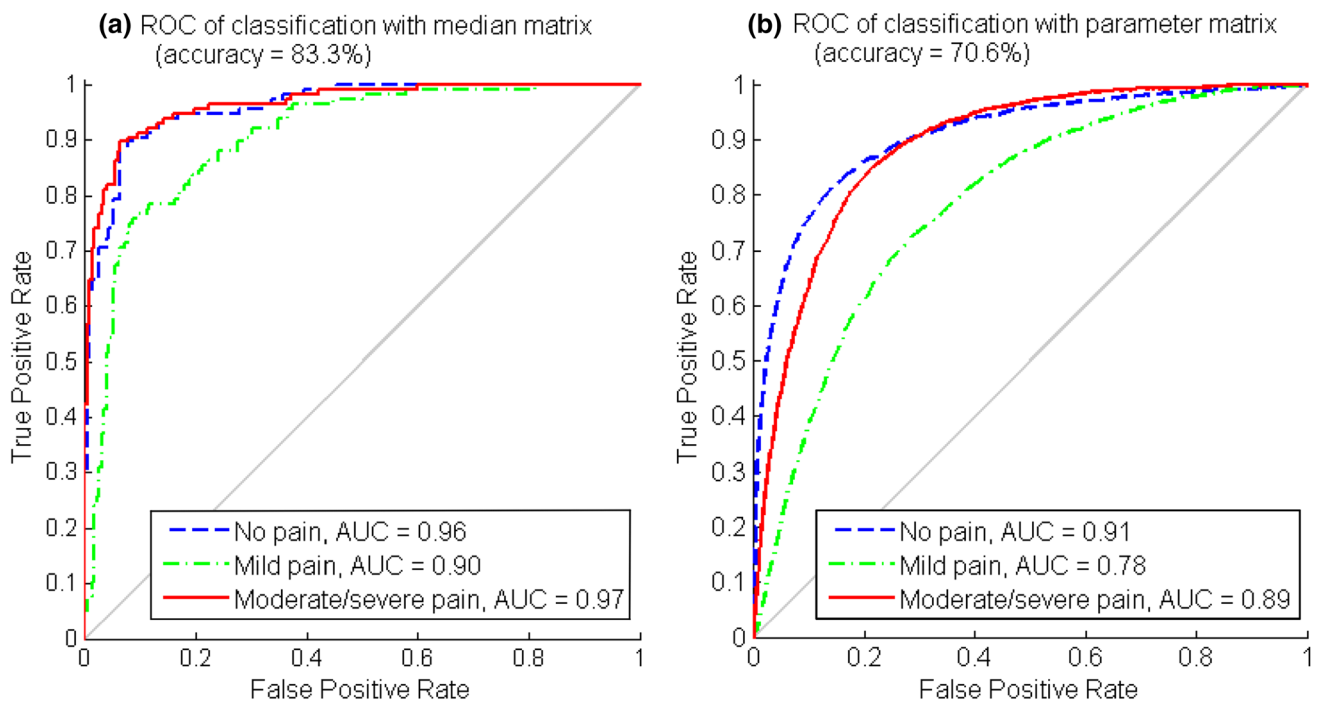 (a) ROC of classification with median matrix
(accuracy = 83.3%)
1
0.9
0.8
0.7
0.6
0.5
0.4
0.3
0.2
0.1
0
True Positive Rate
No pain, AUC = 0.96
Mild pain, AUC = 0.90
Moderate/severe pain, AUC = 0.97
0 0.2 0.4 0.6 0.8 1
False Positive Rate
(b) ROC of classification with parameter matrix
(accuracy = 70.6%)
1
0.9
0.8
0.7
0.6
0.5
0.4
0.3
0.2
0.1
0
True Positive Rate
No pain, AUC = 0.91
Mild pain, AUC = 0.78
Moderate/severe pain, AUC = 0.89
0 0.2 0.4 0.6 0.8 1
False Positive Rate